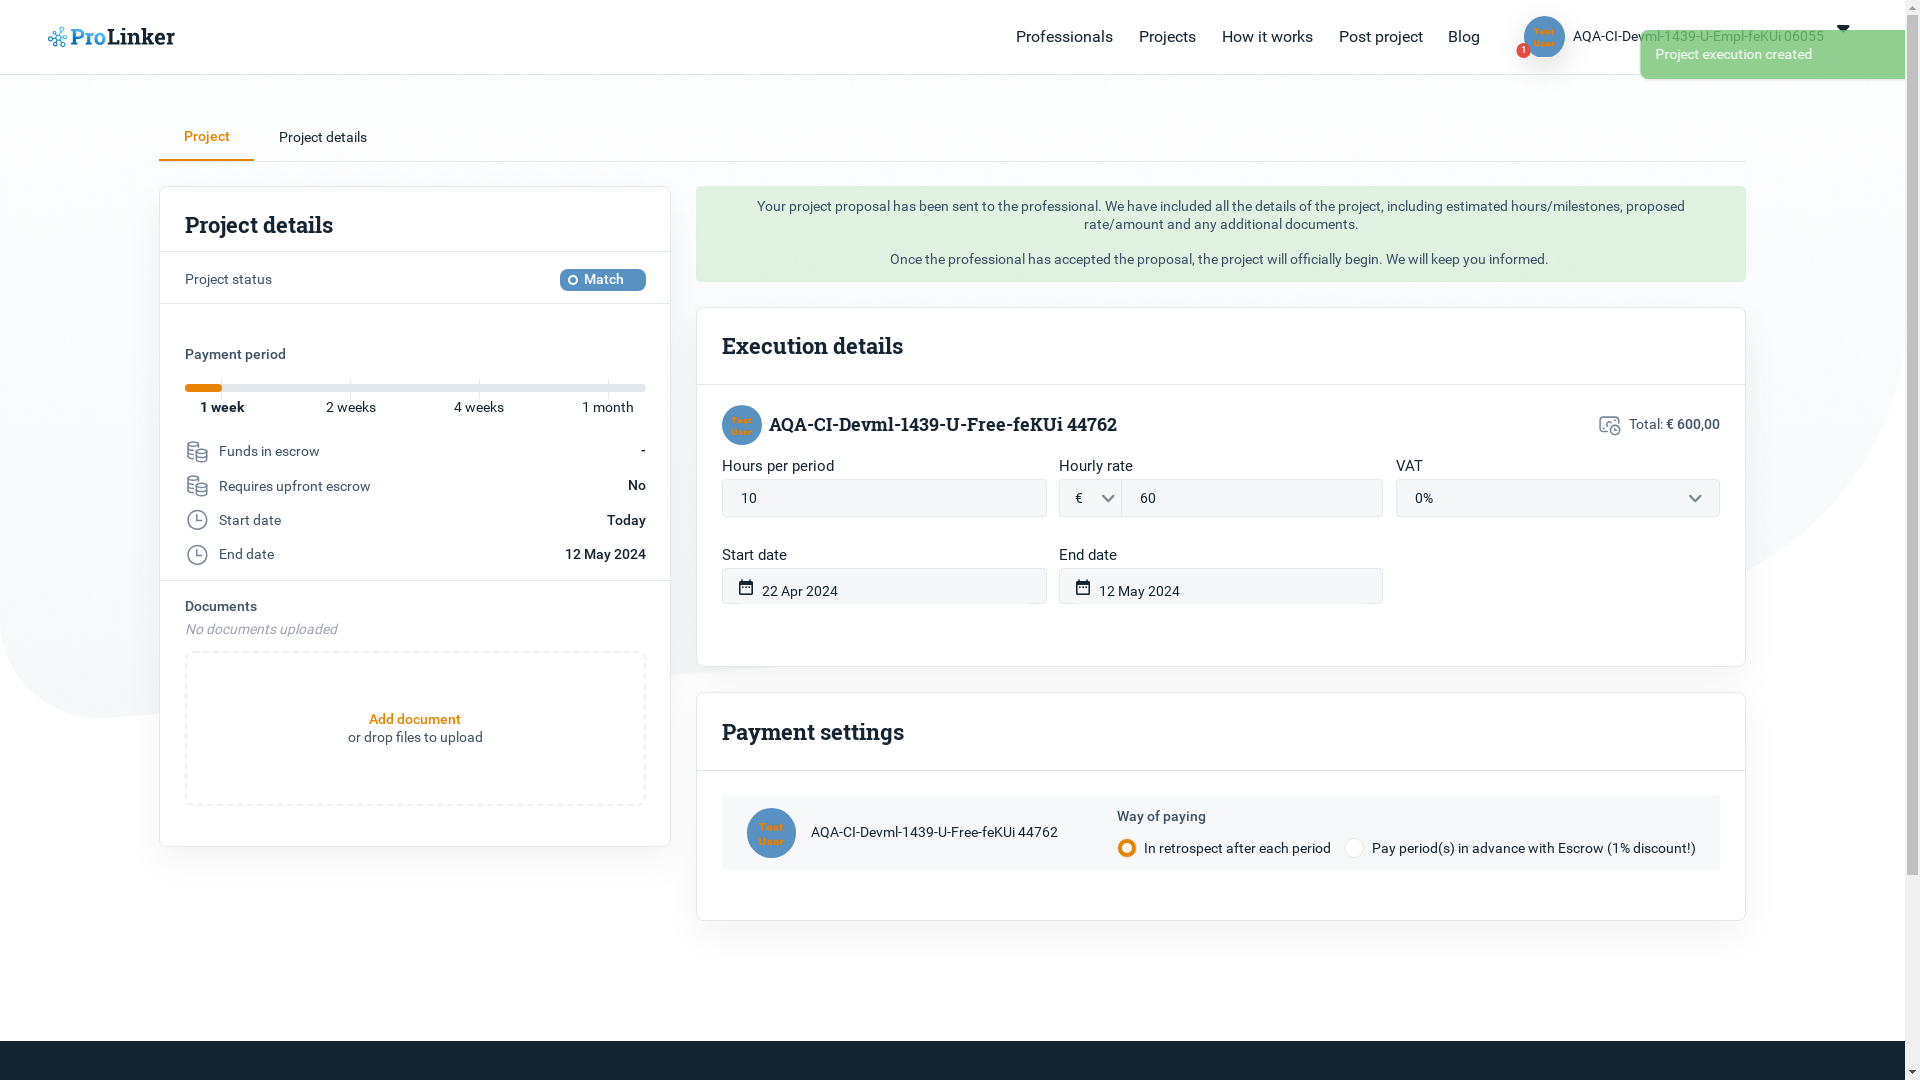 ProLinker
Professionals
Projects
How it works
Post project
Blog
Test
User
1
AQA-CI-Devml-1439-U-Empl-feKUi 06055
Project execution created
Project
Project details
Project details
Project status
Match
Payment period
1 week
2 weeks
4 weeks
1 month
Funds in escrow
-
Requires upfront escrow
No
Start date
Today
End date
12 May 2024
Documents
No documents uploaded
Add document
or drop files to upload
Your project proposal has been sent to the professional. We have included all the details of the project, including estimated hours/milestones, proposed
rate/amount and any additional documents.
Once the professional has accepted the proposal, the project will officially begin. We will keep you informed.
Execution details
Test
User
AQA-CI-Devml-1439-U-Free-feKUi 44762
Total: € 600,00
Hours per period
Hourly rate
VAT
10
€
60
0%
Start date
End date
22 Apr 2024
12 May 2024
Payment settings
Test
User
AQA-CI-Devml-1439-U-Free-feKUi 44762
Way of paying
In retrospect after each period
Pay period(s) in advance with Escrow (1% discount!)